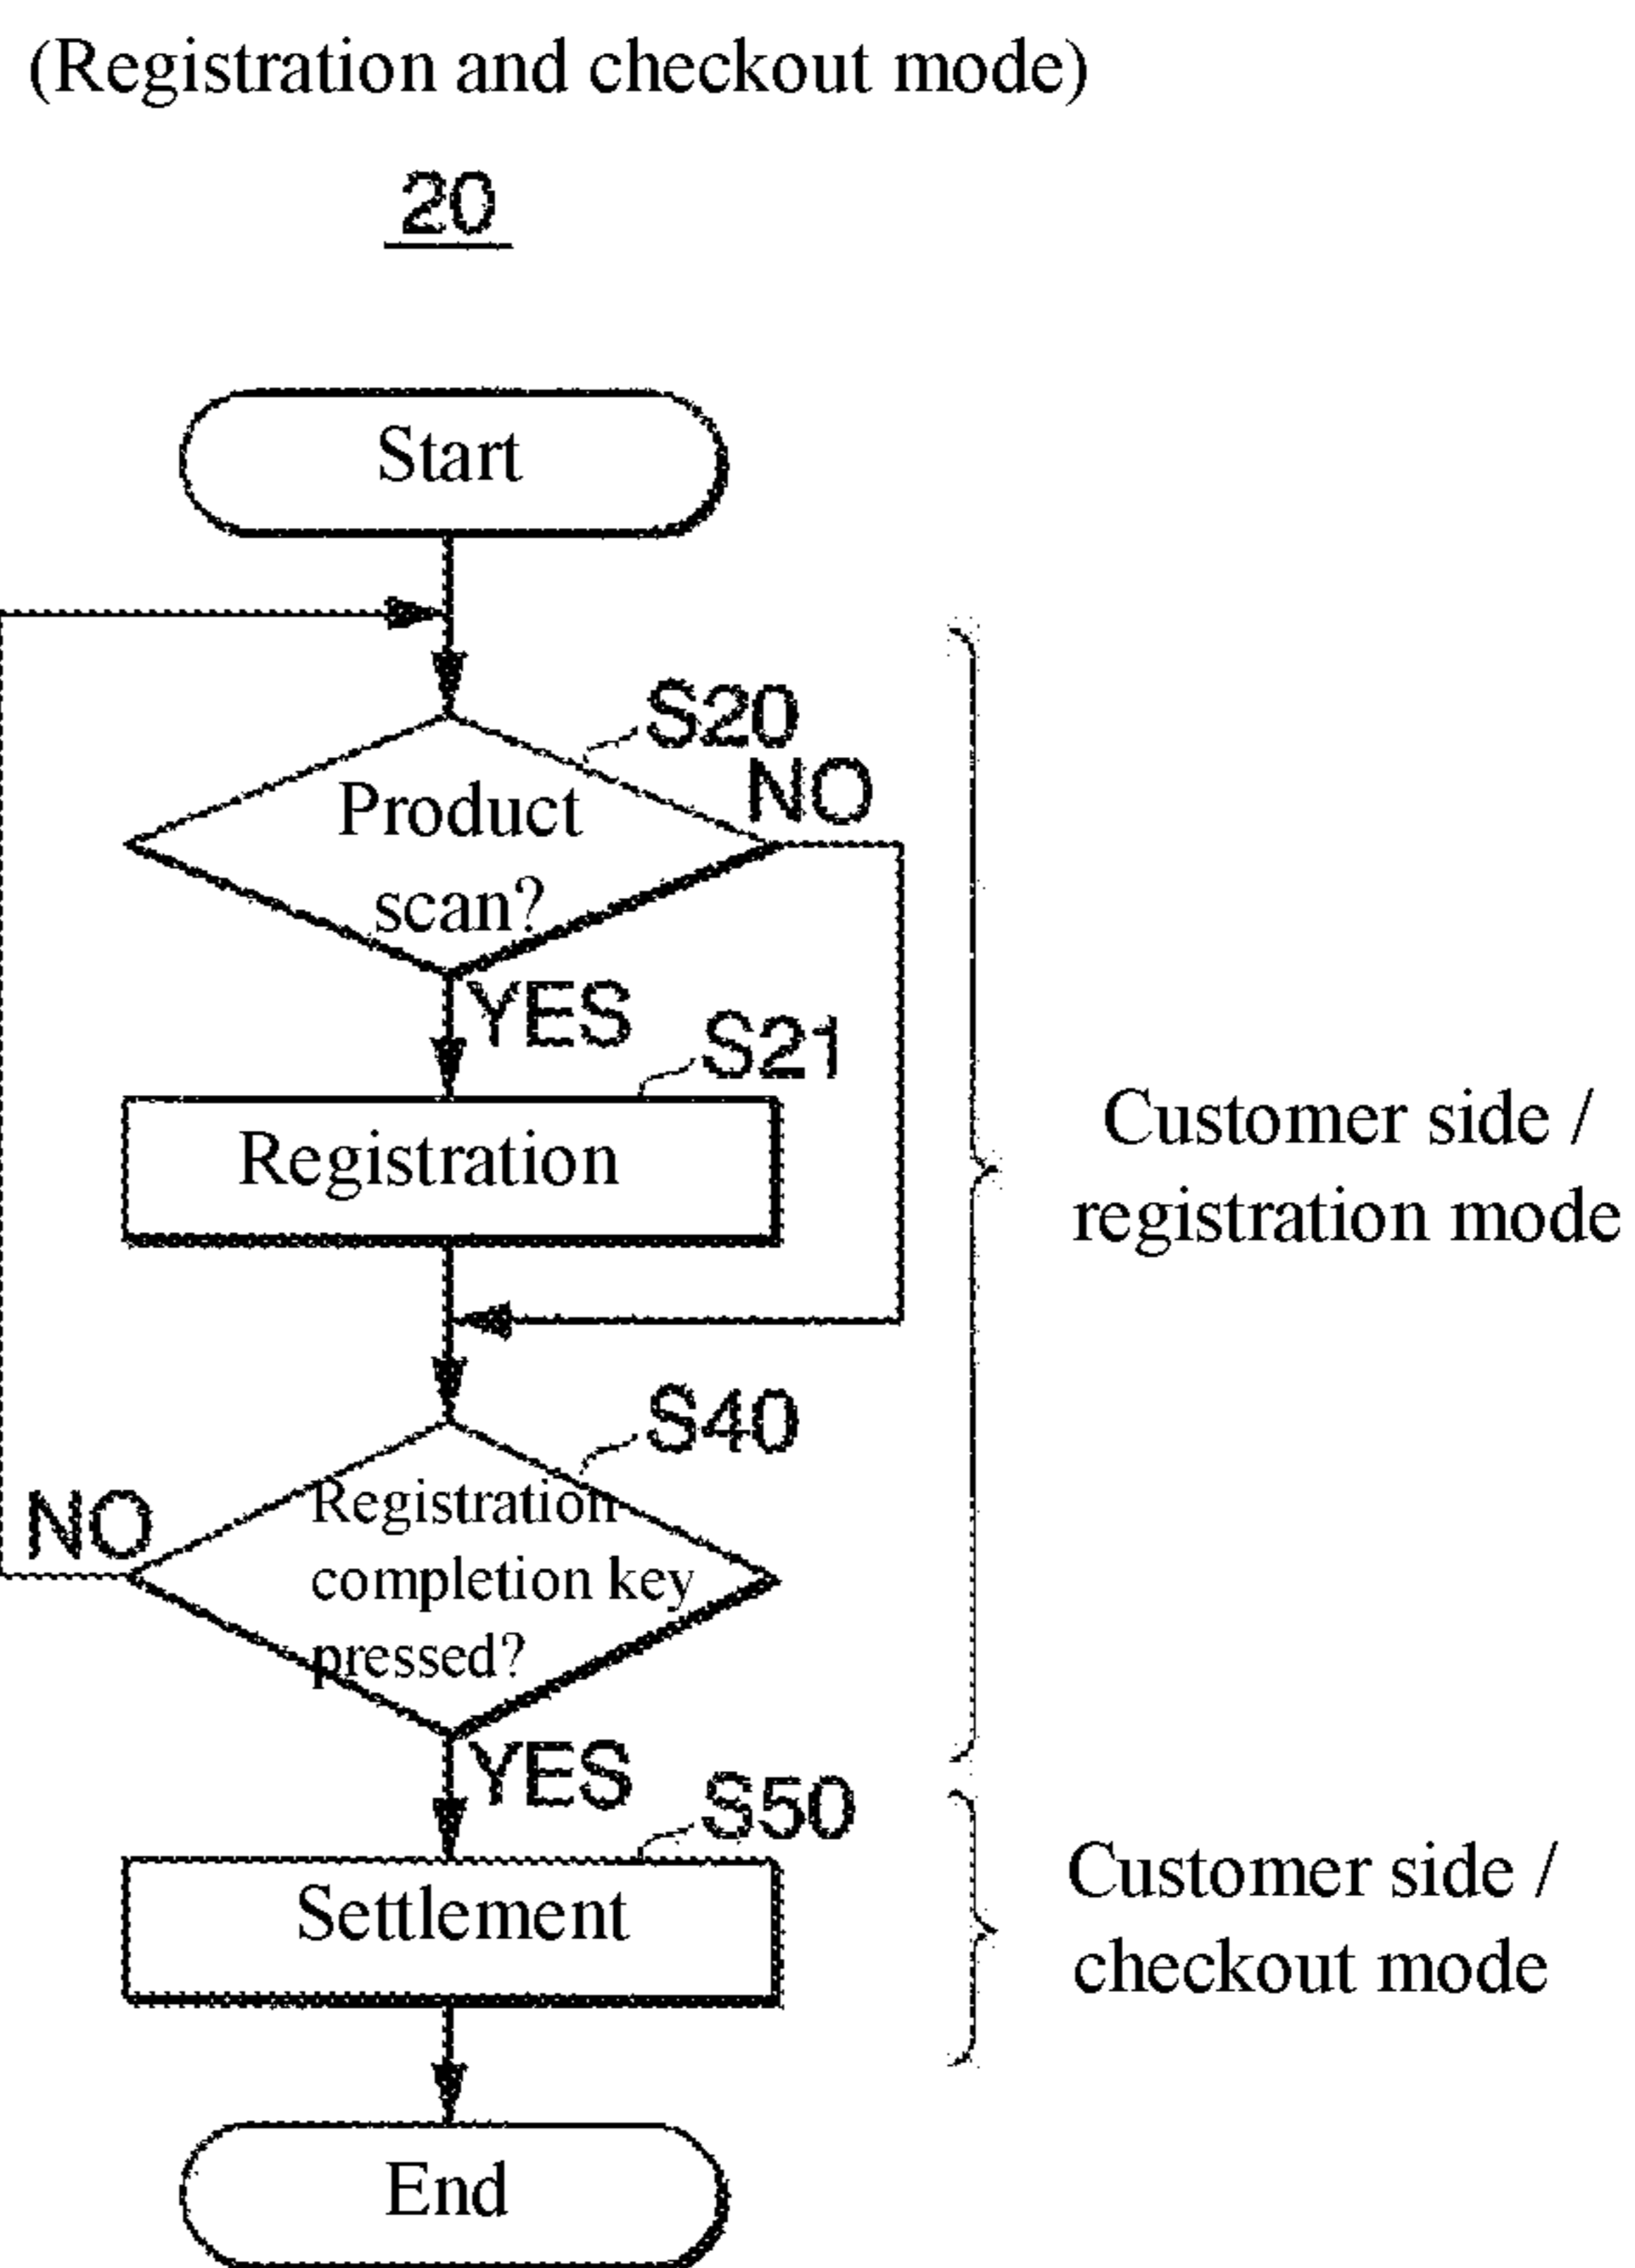 (Registration and checkout mode)
20
Start
S20
NO
Product
scan?
YES
S21
Registration
Customer side /
registration mode
S40
NO
Registration
completion key
pressed?
YES
S50
Settlement
Customer side /
checkout mode
End